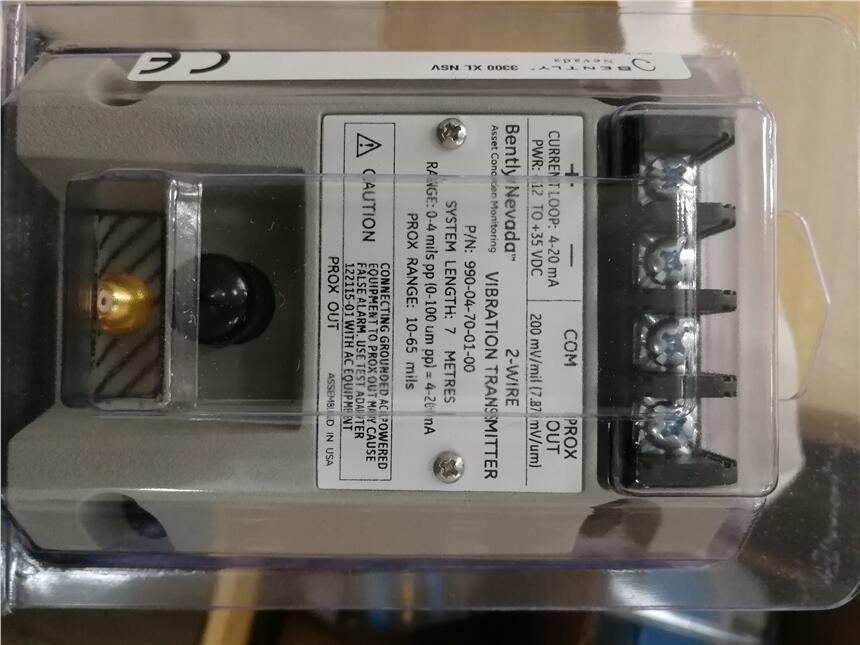 BENTLY
Nevada
3300 XL NSV
CE
+ − COM PROX
OUT
CURRENT LOOP: 4-20 mA
PWR: +12 TO +35 VDC
200 mV/mil (7.87 mV/um)
Bently Nevada™
Asset Condition Monitoring
2-WIRE
VIBRATION TRANSMITTER
P/N: 990-04-70-01-00
SYSTEM LENGTH: 7 METRES
RANGE: 0-4 mils pp (0-100 um pp) = 4-20 mA
PROX RANGE: 10-65 mils
CAUTION
CONNECTING GROUNDED AC POWERED
EQUIPMENT TO PROX OUT MAY CAUSE
FALSE ALARM. USE TEST ADAPTER
122115-01 WITH AC EQUIPMENT
PROX OUT
ASSEMBLED IN USA